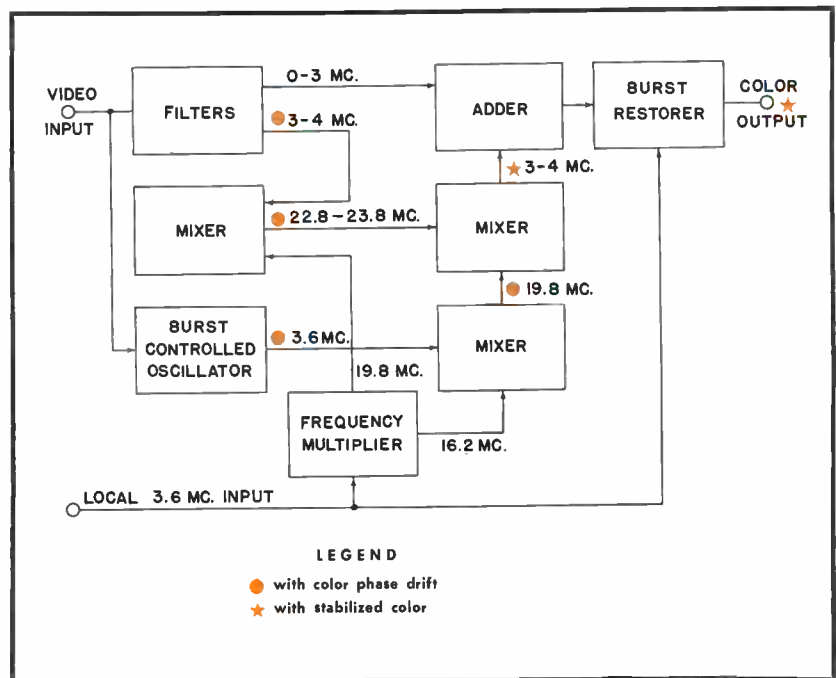 VIDEO
INPUT
FILTERS
0-3 MC.
3-4 MC.
ADDER
BURST
RESTORER
COLOR
OUTPUT
3-4 MC.
MIXER
22.8-23.8 MC.
MIXER
19.8 MC.
BURST
CONTROLLED
OSCILLATOR
3.6 MC.
MIXER
19.8 MC.
FREQUENCY
MULTIPLIER
16.2 MC.
LOCAL 3.6 MC. INPUT
LEGEND
with color phase drift
with stabilized color